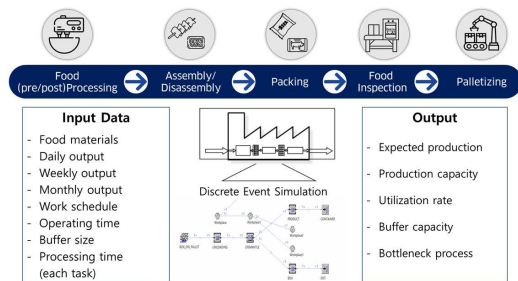 Food
(pre/post)Processing
Assembly/
Disassembly
Packing
Food
Inspection
Palletizing
Input Data
- Food materials
- Daily output
- Weekly output
- Monthly output
- Work schedule
- Operating time
- Buffer size
- Processing time
(each task)
Discrete Event Simulation
Output
- Expected production
- Production capacity
- Utilization rate
- Buffer capacity
- Bottleneck process